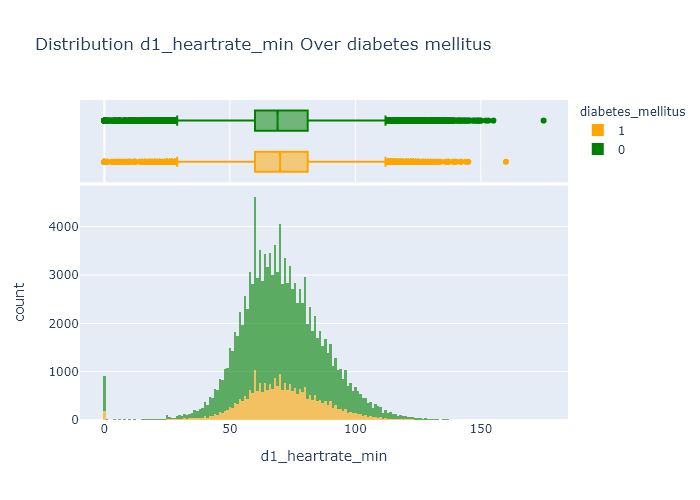 Distribution d1_heartrate_min Over diabetes mellitus
diabetes_mellitus
1
0
4000
3000
2000
1000
0
count
0
50
100
150
d1_heartrate_min